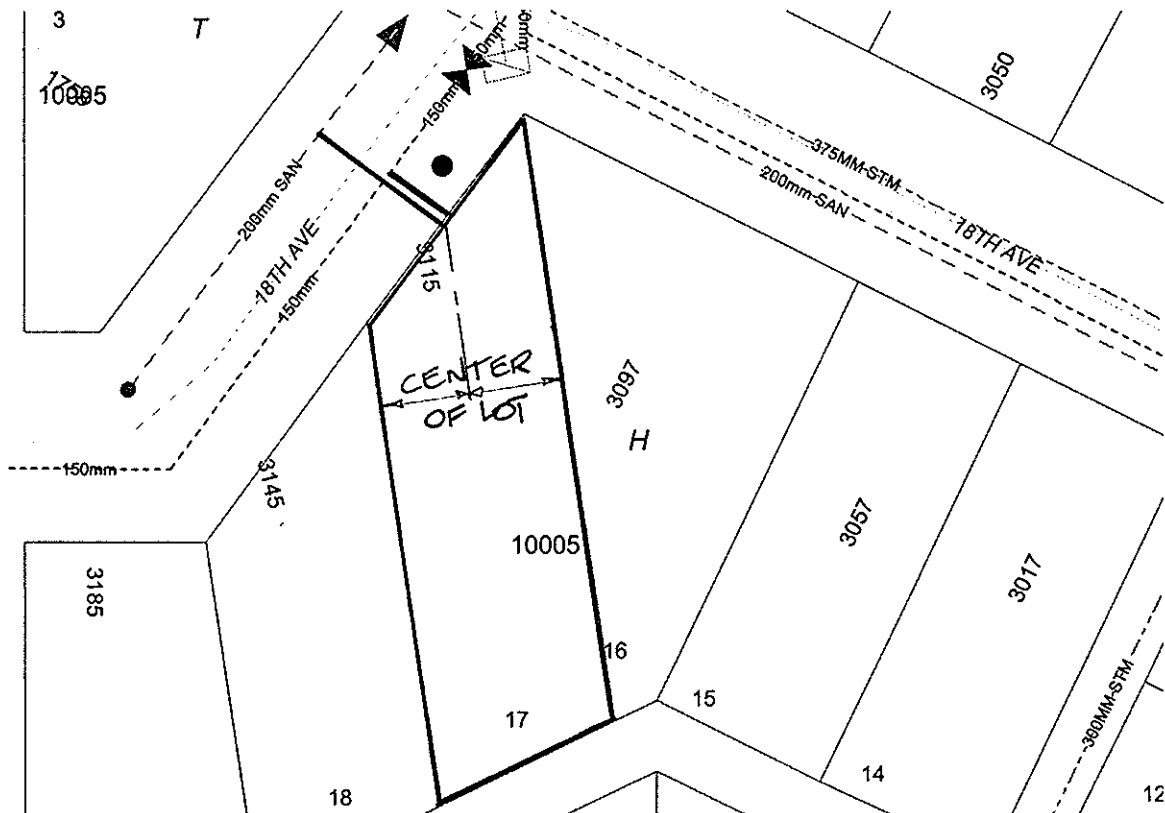 3
T
10005
50mm
150mm
3050
375MM-STM
200mm-SAN
18TH AVE
200mm SAN
18TH AVE
150mm
3115
CENTER
OF LOT
3097
H
150mm
3145
10005
3057
3017
3185
16
15
17
14
18
300MM-STM
12